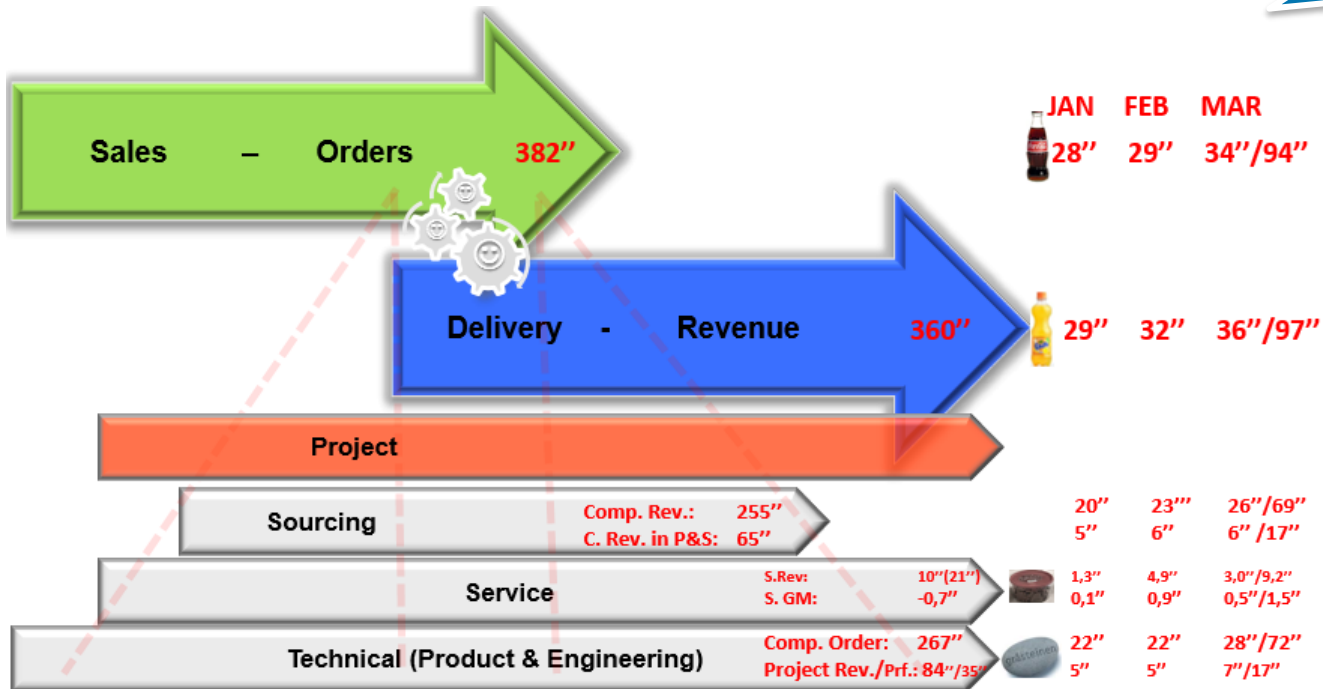 JAN FEB MAR
Sales – Orders 382’’ 28’’ 29’’ 34’’/94’’
Delivery - Revenue 360’’ 29’’ 32’’ 36’’/97’’
Project
Sourcing
Comp. Rev.: 255’’ 20’’ 23’’’ 26’’/69’’
C. Rev. in P&S: 65’’ 5’’ 6’’ 6’’ /17’’
Service
S.Rev: 10’’(21’’) 1,3’’ 4,9’’ 3,0’’/9,2’’
S. GM: -0,7’’ 0,1’’ 0,9’’ 0,5’’/1,5’’
Technical (Product & Engineering)
Comp. Order: 267’’ 22’’ 22’’ 28’’/72’’
Project Rev./Prf.: 84’’/35’’ 5’’ 5’’ 7’’/17’’